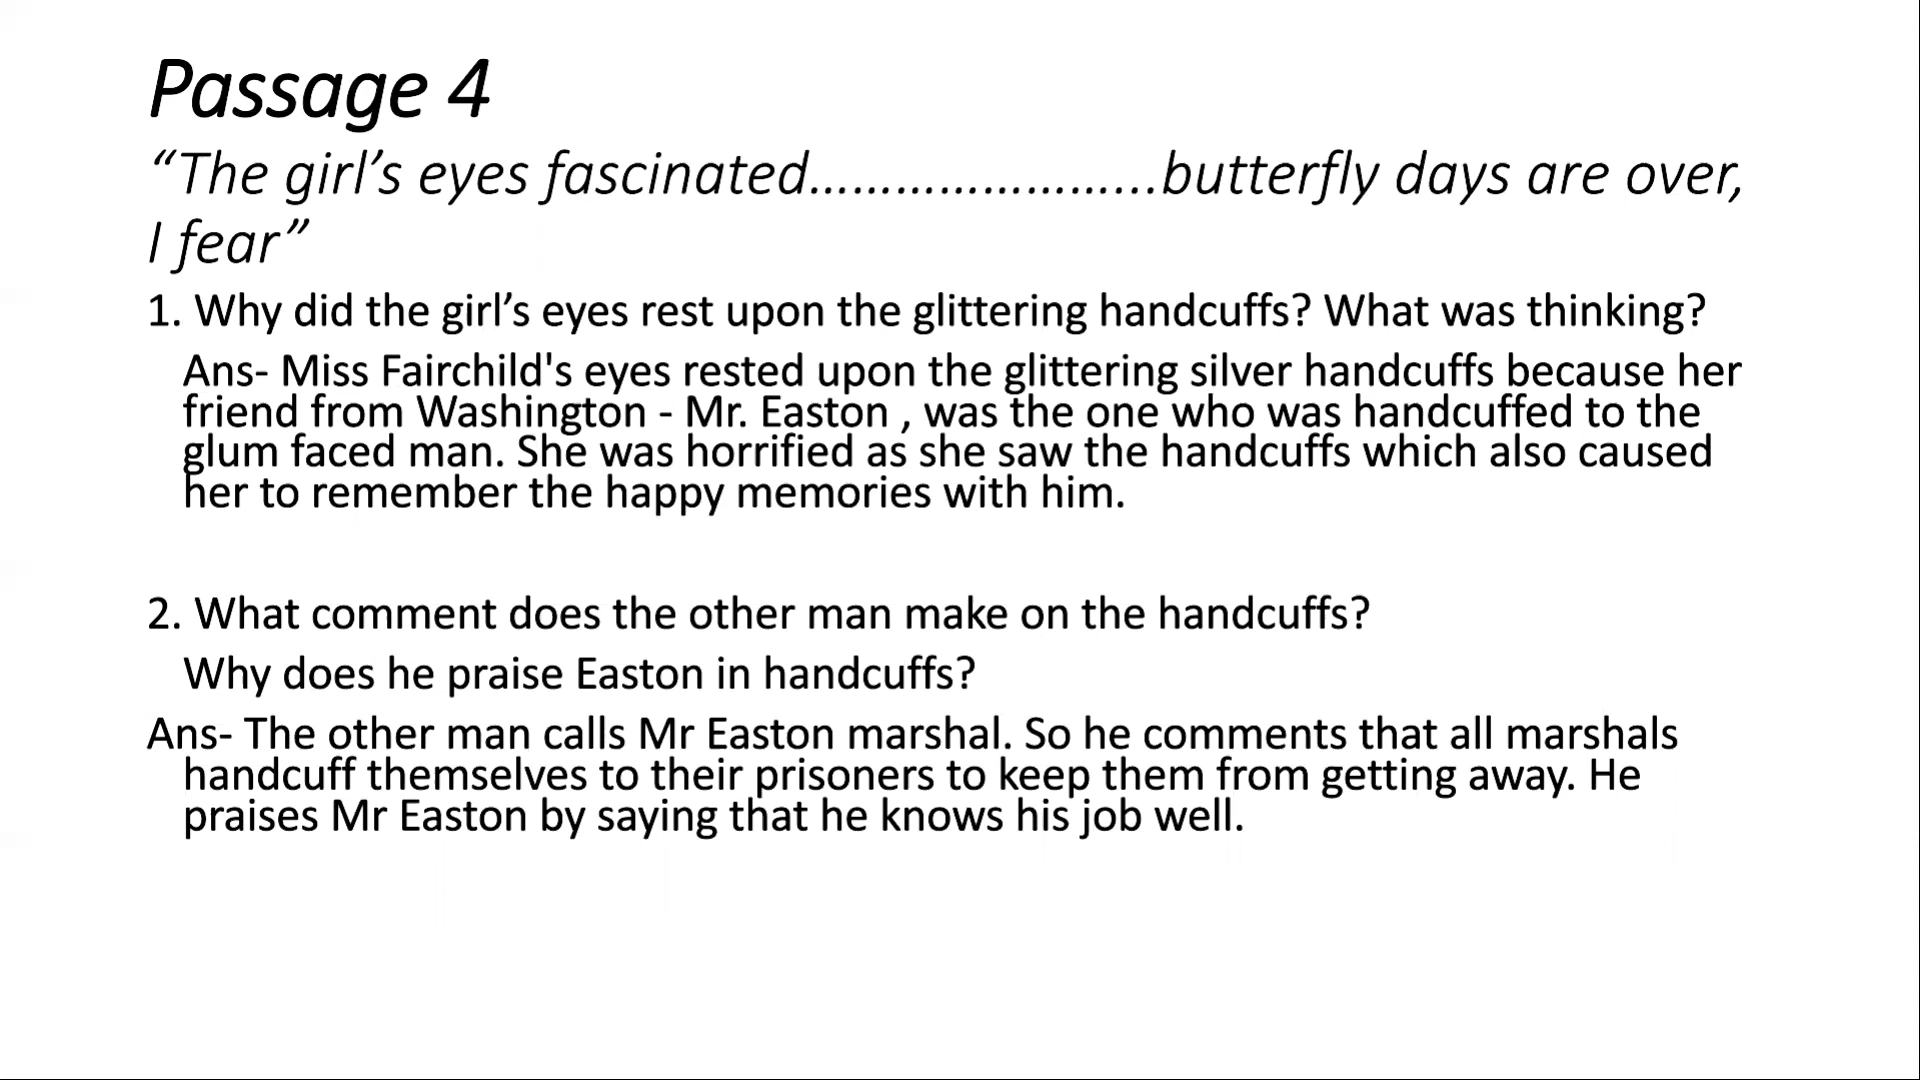 Passage 4
“The girl’s eyes fascinated……………………...butterfly days are over,
I fear”
1. Why did the girl’s eyes rest upon the glittering handcuffs? What was thinking?
Ans- Miss Fairchild's eyes rested upon the glittering silver handcuffs because her
friend from Washington - Mr. Easton , was the one who was handcuffed to the
glum faced man. She was horrified as she saw the handcuffs which also caused
her to remember the happy memories with him.
2. What comment does the other man make on the handcuffs?
Why does he praise Easton in handcuffs?
Ans- The other man calls Mr Easton marshal. So he comments that all marshals
handcuff themselves to their prisoners to keep them from getting away. He
praises Mr Easton by saying that he knows his job well.